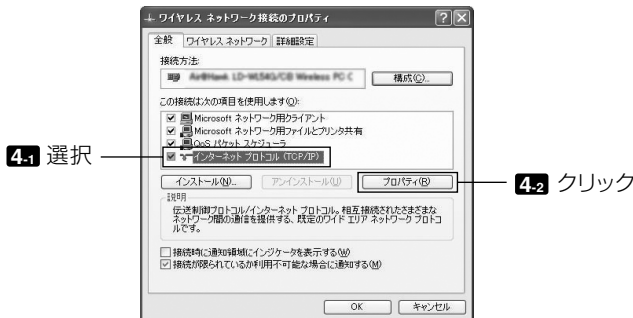 ワイヤレス ネットワーク接続のプロパティ
全般 ワイヤレス ネットワーク 詳細設定
接続方法:
構成(C)...
この接続は次の項目を使用します(O):
Microsoft ネットワーク用クライアント
Microsoft ネットワーク用ファイルとプリンタ共有
QoS パケット スケジューラ
インターネット プロトコル (TCP/IP)
4-1 選択
インストール(N)... アンインストール(U) プロパティ(R)
4-2 クリック
説明
伝送制御プロトコル/インターネット プロトコル。相互接続されたさまざまな
ネットワーク間の通信を提供する、既定のワイド エリア ネットワーク プロトコ
ルです。
接続時に通知領域にインジケータを表示する(W)
接続が限られているか利用不可能な場合に通知する(M)
OK キャンセル